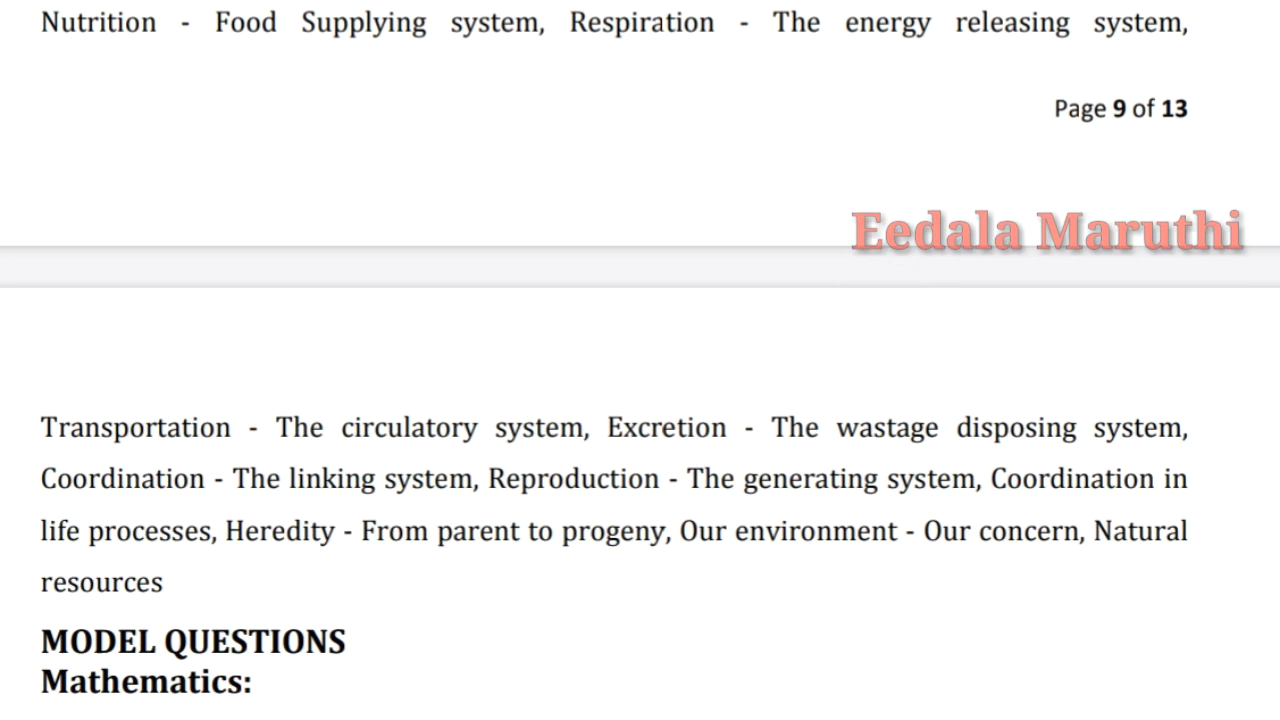 Nutrition - Food Supplying system, Respiration - The energy releasing system,
Page 9 of 13
Eedala Maruthi
Transportation - The circulatory system, Excretion - The wastage disposing system,
Coordination - The linking system, Reproduction - The generating system, Coordination in
life processes, Heredity - From parent to progeny, Our environment - Our concern, Natural
resources
MODEL QUESTIONS
Mathematics: